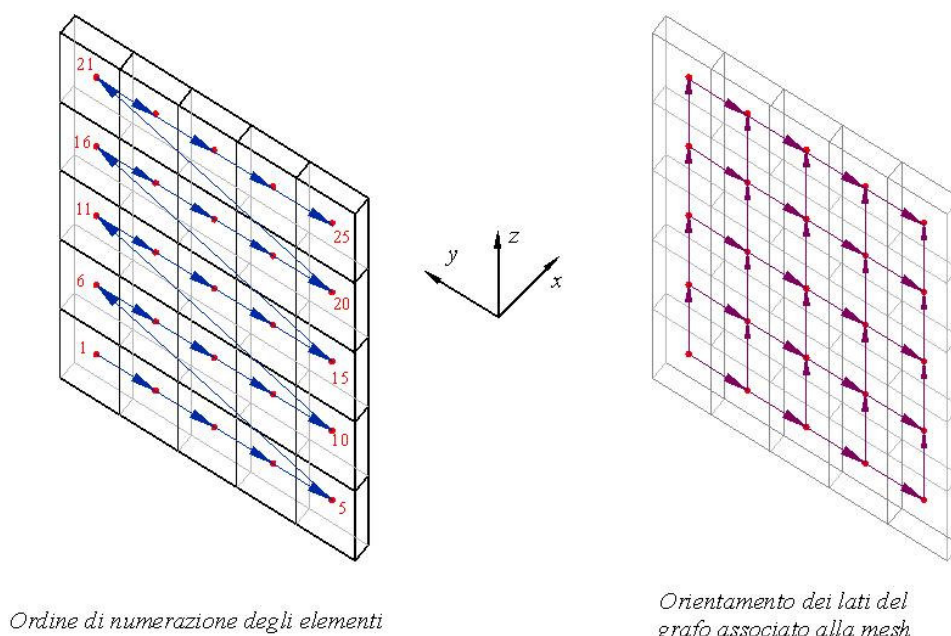 21
16
11
6
1
25
20
15
10
5
z
y
x
Ordine di numerazione degli elementi
Orientamento dei lati del
grafo associato alla mesh